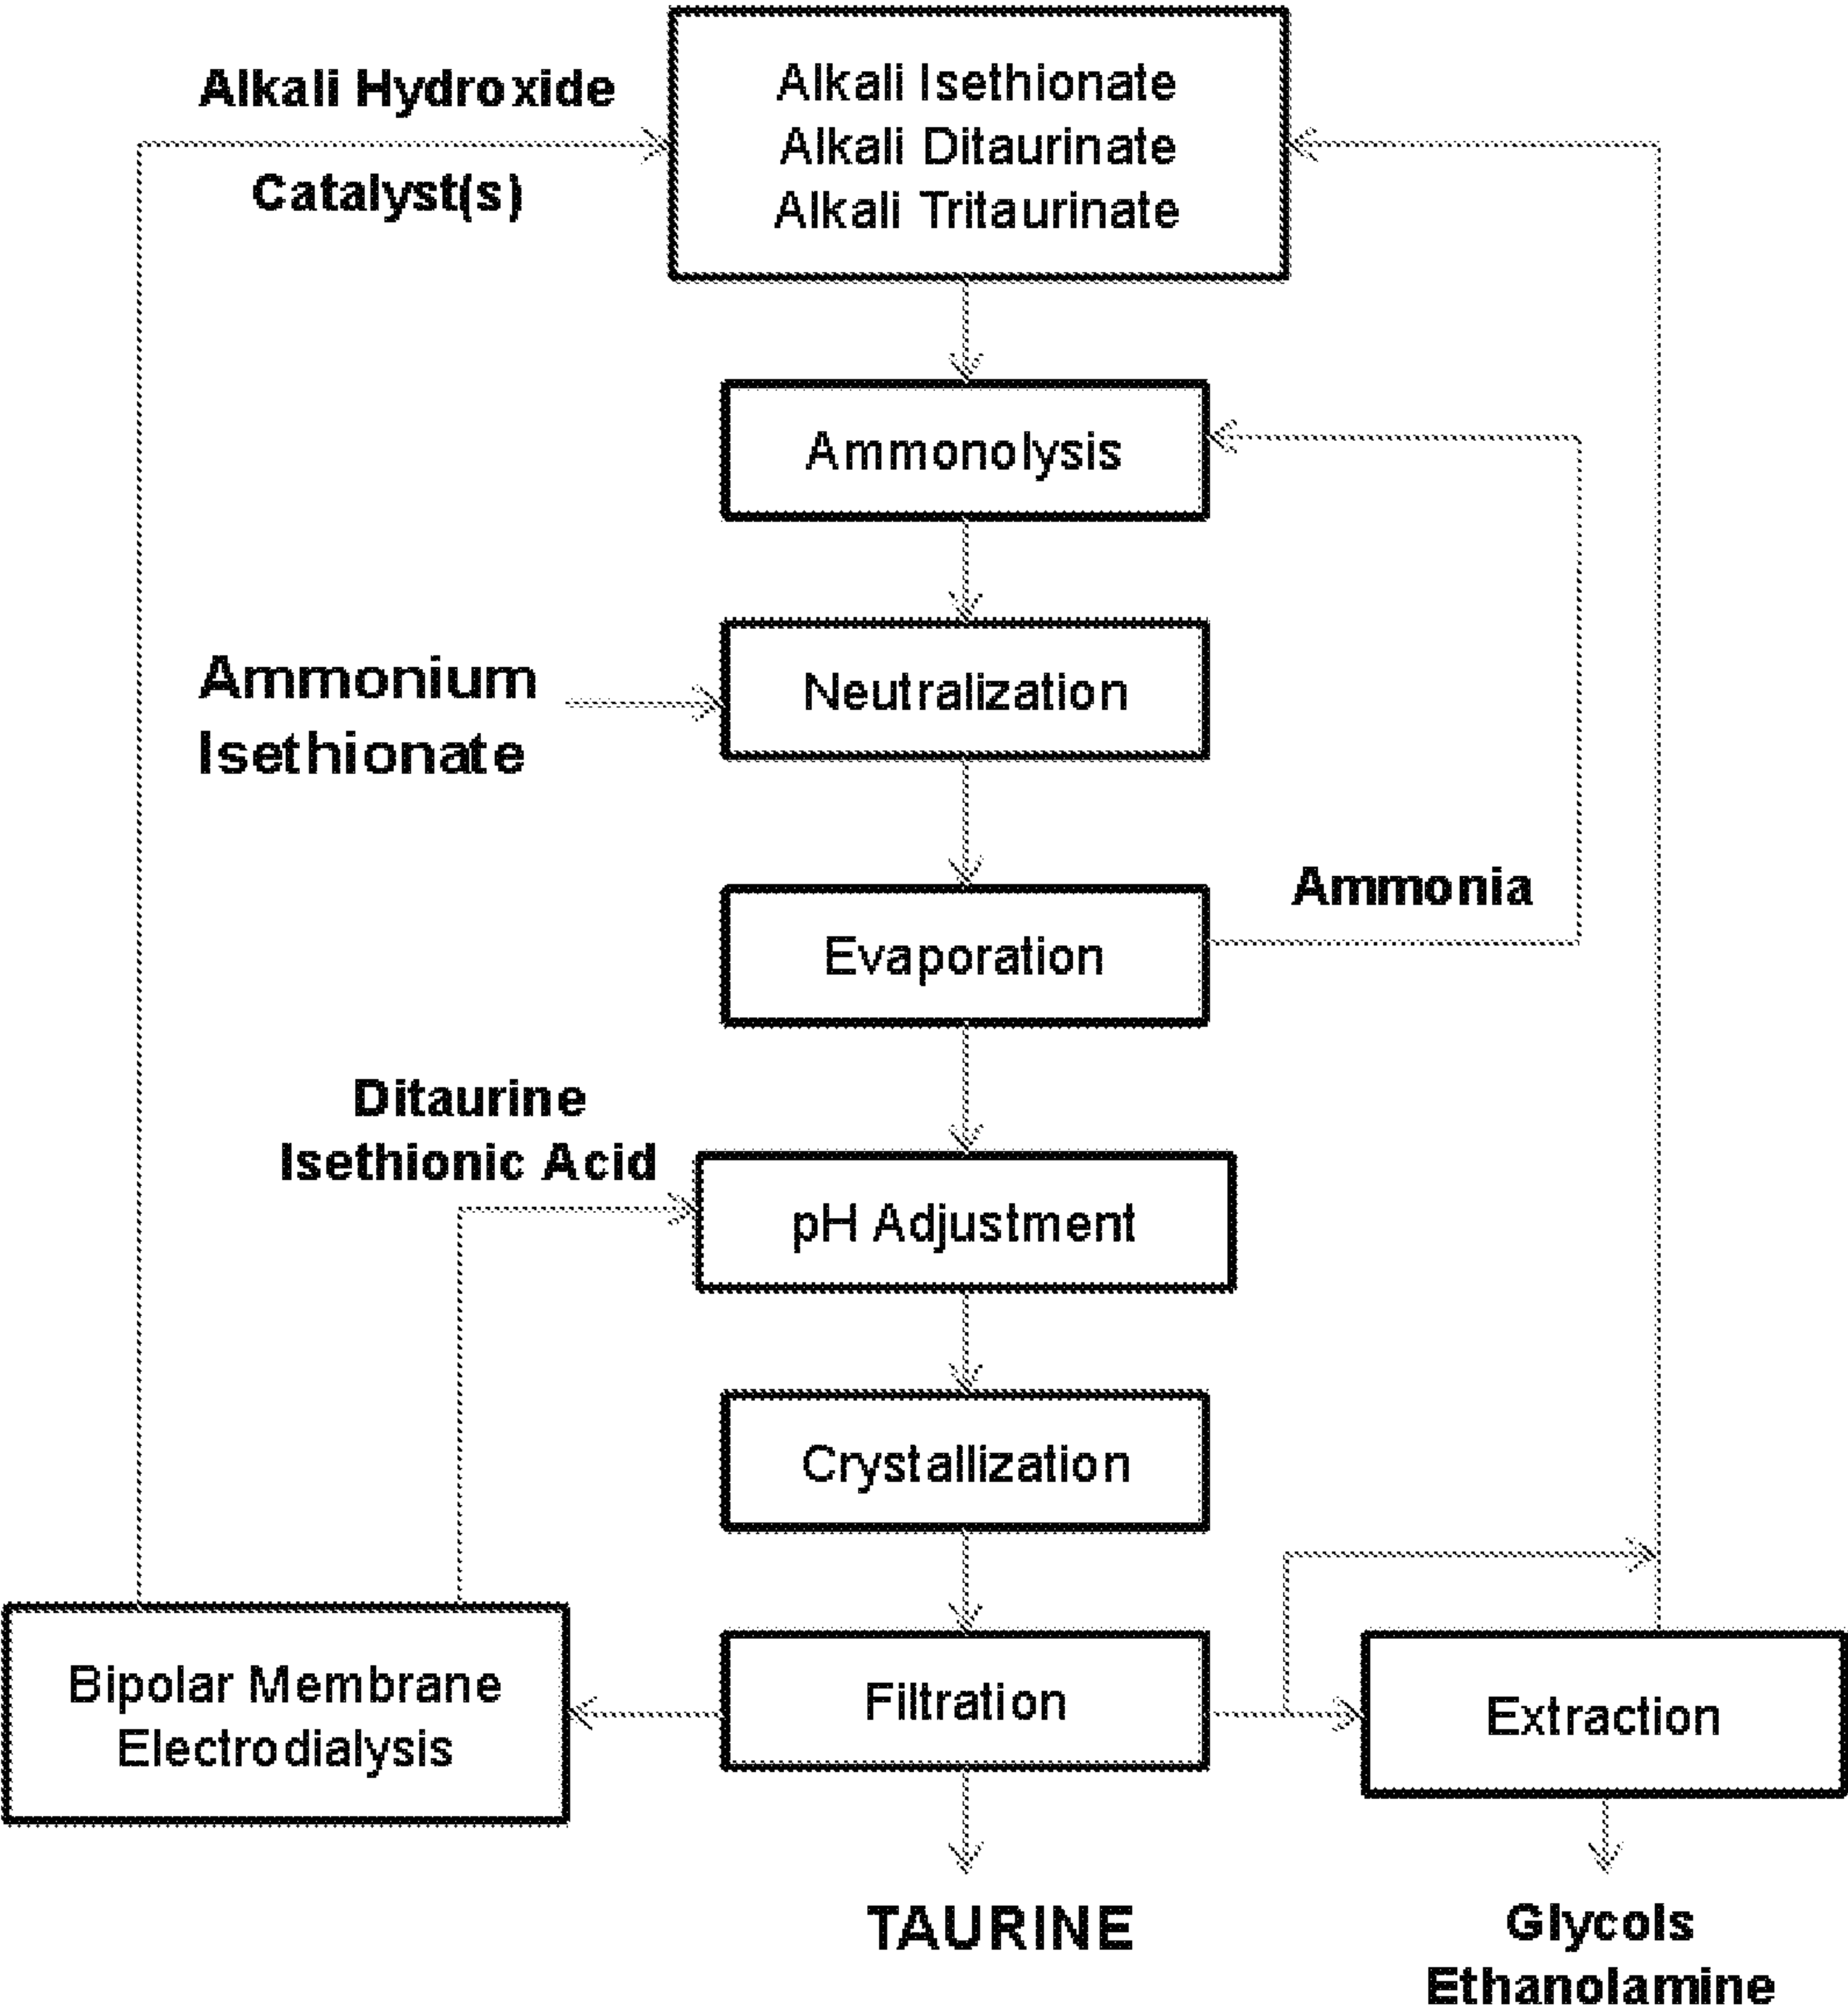 Alkali Hydroxide
Catalyst(s)
Alkali Isethionate
Alkali Ditaurinate
Alkali Tritaurinate
Ammonolysis
Ammonium
Isethionate
Neutralization
Ammonia
Evaporation
Ditaurine
Isethionic Acid
pH Adjustment
Crystallization
Bipolar Membrane
Electrodialysis
Filtration
Extraction
TAURINE
Glycols
Ethanolamine